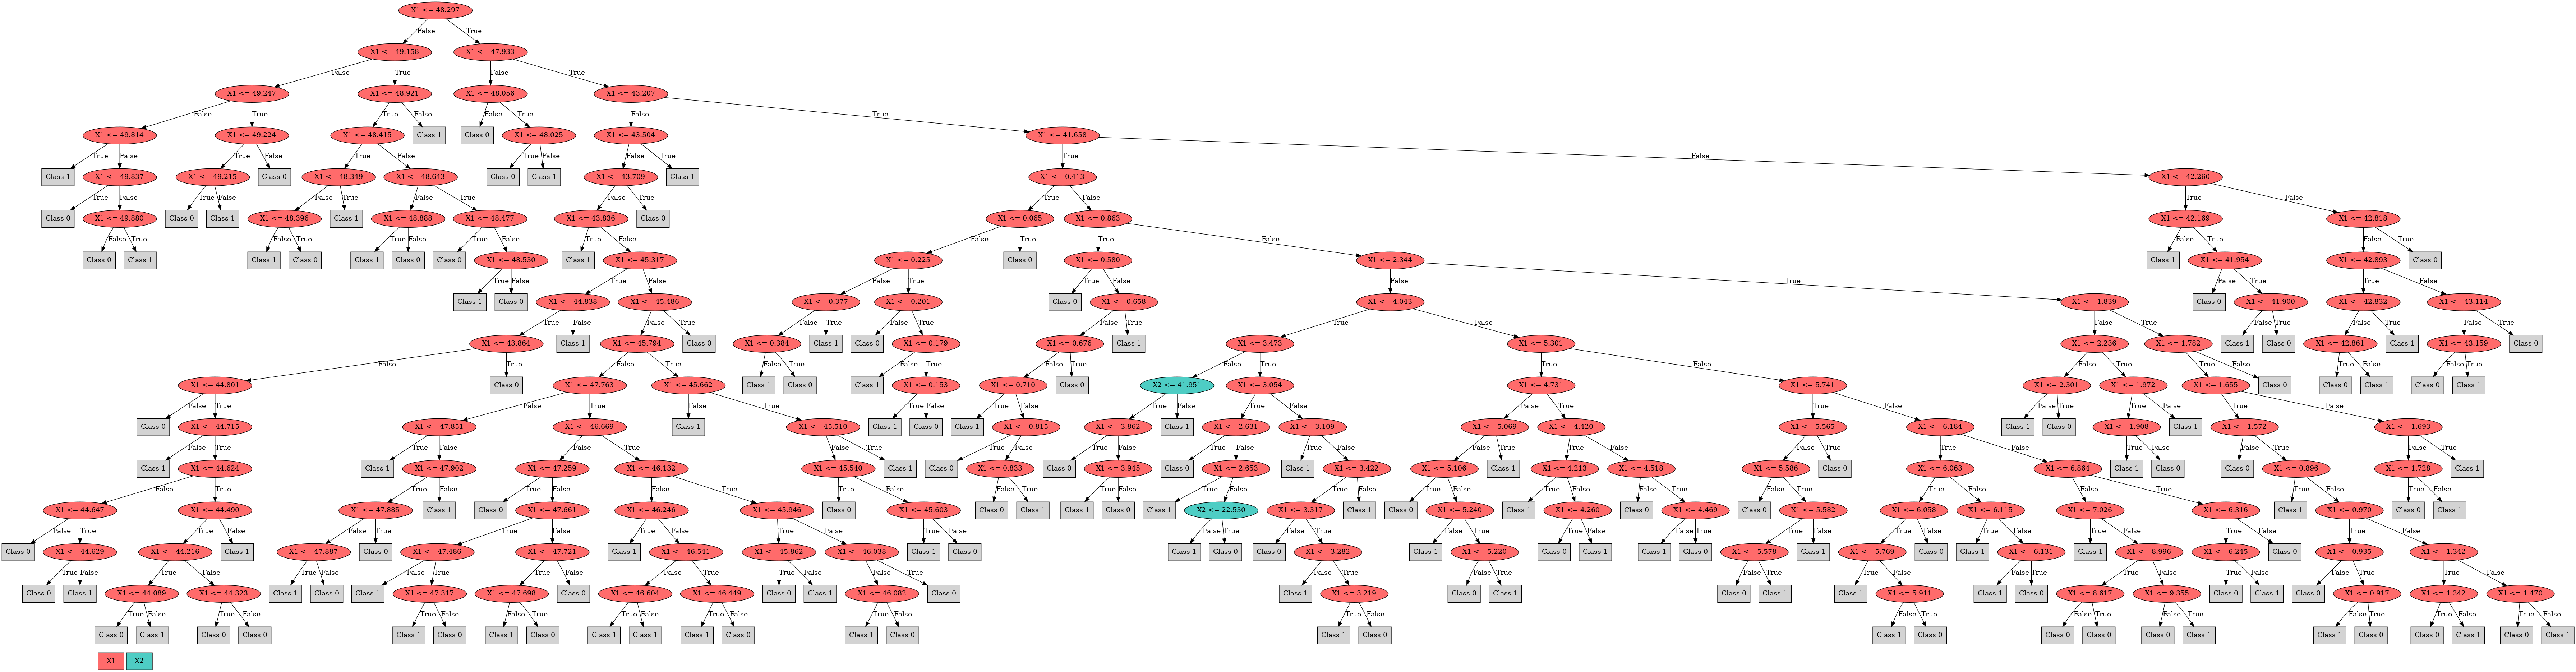 X1 <= 48.297
False True
X1 <= 49.158 X1 <= 47.933
False True False True
X1 <= 49.247 X1 <= 48.921 X1 <= 48.056 X1 <= 43.207
False True True False False True False True
X1 <= 49.814 X1 <= 49.224 X1 <= 48.415 Class 1 Class 0 X1 <= 48.025 X1 <= 43.504 X1 <= 41.658
True False True False True False True False False True True False
Class 1 X1 <= 49.837 X1 <= 49.215 Class 0 X1 <= 48.349 X1 <= 48.643 Class 0 Class 1 X1 <= 43.709 Class 1 X1 <= 0.413 X1 <= 42.260
True False True False False True False True False True True False True False
Class 0 X1 <= 49.880 Class 0 Class 1 X1 <= 48.396 Class 1 X1 <= 48.888 X1 <= 48.477 X1 <= 43.836 Class 0 X1 <= 0.065 X1 <= 0.863 X1 <= 42.169 X1 <= 42.818
False True False True True False True False True False False True True False False True False True
Class 0 Class 1 Class 1 Class 0 Class 1 Class 0 Class 0 X1 <= 48.530 Class 1 X1 <= 45.317 X1 <= 0.225 Class 0 X1 <= 0.580 X1 <= 2.344 Class 1 X1 <= 41.954 X1 <= 42.893 Class 0
True False True False False True True False False True False True True False
Class 1 Class 0 X1 <= 44.838 X1 <= 45.486 X1 <= 0.377 X1 <= 0.201 Class 0 X1 <= 0.658 X1 <= 4.043 X1 <= 1.839 Class 0 X1 <= 41.900 X1 <= 42.832 X1 <= 43.114
True False False True False True False True False True True False False True False True False True False True
X1 <= 43.864 Class 1 X1 <= 45.794 Class 0 X1 <= 0.384 Class 1 Class 0 X1 <= 0.179 X1 <= 0.676 Class 1 X1 <= 3.473 X1 <= 5.301 X1 <= 2.236 X1 <= 1.782 Class 1 Class 0 X1 <= 42.861 Class 1 X1 <= 43.159 Class 0
False True False True False True False True False True False True True False False True True False True False False True
X1 <= 44.801 Class 0 X1 <= 47.763 X1 <= 45.662 Class 1 Class 0 Class 1 X1 <= 0.153 X1 <= 0.710 Class 0 X2 <= 41.951 X1 <= 3.054 X1 <= 4.731 X1 <= 5.741 X1 <= 2.301 X1 <= 1.972 X1 <= 1.655 Class 0 Class 0 Class 1 Class 0 Class 1
False True False True False True True False True False True False True False False True True False False True True False True False
Class 0 X1 <= 44.715 X1 <= 47.851 X1 <= 46.669 Class 1 X1 <= 45.510 Class 1 Class 0 Class 1 X1 <= 0.815 X1 <= 3.862 Class 1 X1 <= 2.631 X1 <= 3.109 X1 <= 5.069 X1 <= 4.420 X1 <= 5.565 X1 <= 6.184 Class 1 Class 0 X1 <= 1.908 Class 1 X1 <= 1.572 X1 <= 1.693
False True True False False True False True True False True False True False True False False True True False False True True False True False True False False True
Class 1 X1 <= 44.624 Class 1 X1 <= 47.902 X1 <= 47.259 X1 <= 46.132 X1 <= 45.540 Class 1 Class 0 X1 <= 0.833 Class 0 X1 <= 3.945 Class 0 X1 <= 2.653 Class 1 X1 <= 3.422 X1 <= 5.106 Class 1 X1 <= 4.213 X1 <= 4.518 X1 <= 5.586 Class 0 X1 <= 6.063 X1 <= 6.864 Class 1 Class 0 Class 0 X1 <= 0.896 X1 <= 1.728 Class 1
False True True False True False False True True False False True True False True False True False True False True False False True False True True False False True True False True False
X1 <= 44.647 X1 <= 44.490 X1 <= 47.885 Class 1 Class 0 X1 <= 47.661 X1 <= 46.246 X1 <= 45.946 Class 0 X1 <= 45.603 Class 0 Class 1 Class 1 Class 0 Class 1 X2 <= 22.530 X1 <= 3.317 Class 1 Class 0 X1 <= 5.240 Class 1 X1 <= 4.260 Class 0 X1 <= 4.469 Class 0 X1 <= 5.582 X1 <= 6.058 X1 <= 6.115 X1 <= 7.026 X1 <= 6.316 Class 1 X1 <= 0.970 Class 0 Class 1
False True True False False True True False True False True False True False False True False True False True True False False True True False True False True False True False True False True False
Class 0 X1 <= 44.629 X1 <= 44.216 Class 1 X1 <= 47.887 Class 0 X1 <= 47.486 X1 <= 47.721 Class 1 X1 <= 46.541 X1 <= 45.862 X1 <= 46.038 Class 1 Class 0 Class 1 Class 0 Class 0 X1 <= 3.282 Class 1 X1 <= 5.220 Class 0 Class 1 Class 1 Class 0 X1 <= 5.578 Class 1 X1 <= 5.769 Class 0 Class 1 X1 <= 6.131 Class 1 X1 <= 8.996 X1 <= 6.245 Class 0 X1 <= 0.935 X1 <= 1.342
True False True False True False False True True False False True True False False True False True False True False True True False False True True False True False False True True False
Class 0 Class 1 X1 <= 44.089 X1 <= 44.323 Class 1 Class 0 Class 1 X1 <= 47.317 X1 <= 47.698 Class 0 X1 <= 46.604 X1 <= 46.449 Class 0 Class 1 X1 <= 46.082 Class 0 Class 1 X1 <= 3.219 Class 0 Class 1 Class 0 Class 1 Class 1 X1 <= 5.911 Class 1 Class 0 X1 <= 8.617 X1 <= 9.355 Class 0 Class 1 Class 0 X1 <= 0.917 X1 <= 1.242 X1 <= 1.470
True False True False True False False True True False True False True False True False False True False True False True False True True False True False
Class 0 Class 1 Class 0 Class 0 Class 1 Class 0 Class 1 Class 0 Class 1 Class 1 Class 1 Class 0 Class 1 Class 0 Class 1 Class 0 Class 1 Class 0 Class 0 Class 0 Class 0 Class 1 Class 1 Class 0 Class 0 Class 1 Class 0 Class 1
X1 X2